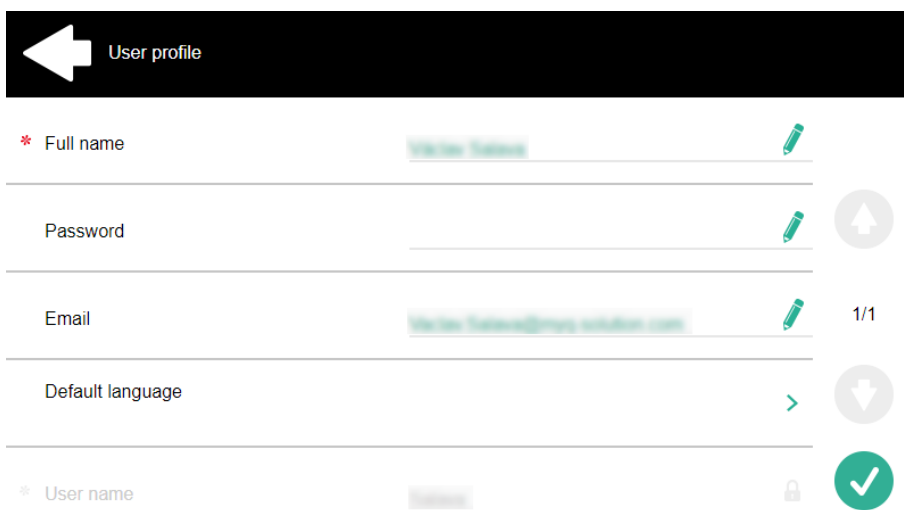 User profile
* Full name
Password
Email
1/1
Default language
* User name